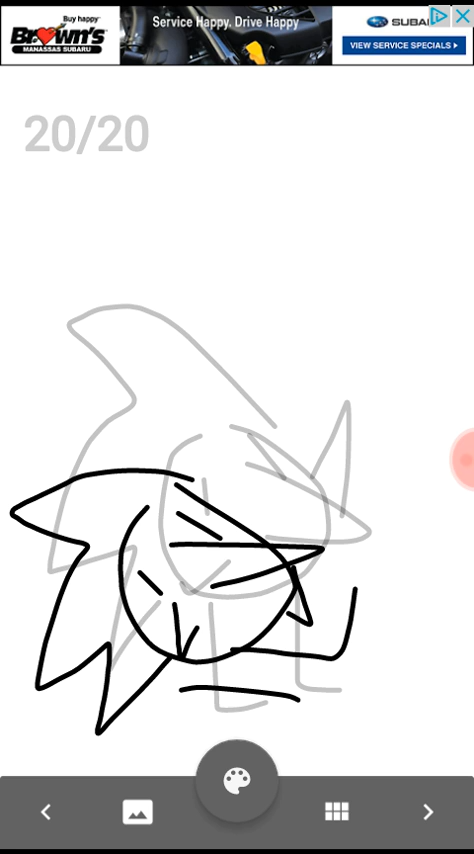 Buy happy
Brown's
MANASSAS SUBARU
Service Happy. Drive Happy
SUBA
VIEW SERVICE SPECIALS
20/20